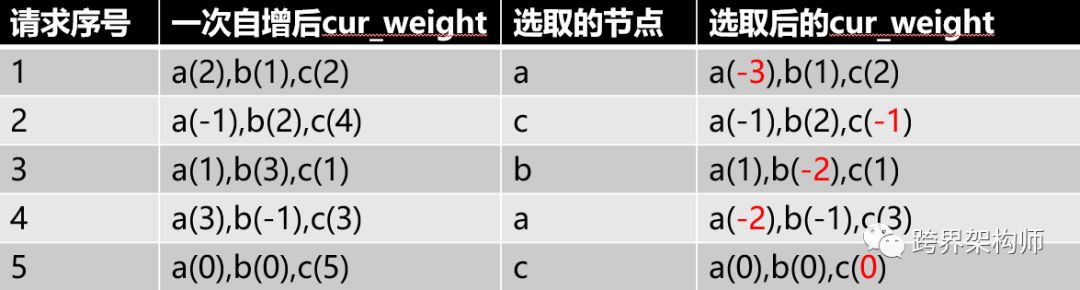 请求序号 一次自增后cur_weight 选取的节点 选取后的cur_weight
1 a(2),b(1),c(2) a a(-3),b(1),c(2)
2 a(-1),b(2),c(4) c a(-1),b(2),c(-1)
3 a(1),b(3),c(1) b a(1),b(-2),c(1)
4 a(3),b(-1),c(3) a a(-2),b(-1),c(3)
5 a(0),b(0),c(5) c a(0),b(0),c(0)
跨界架构师